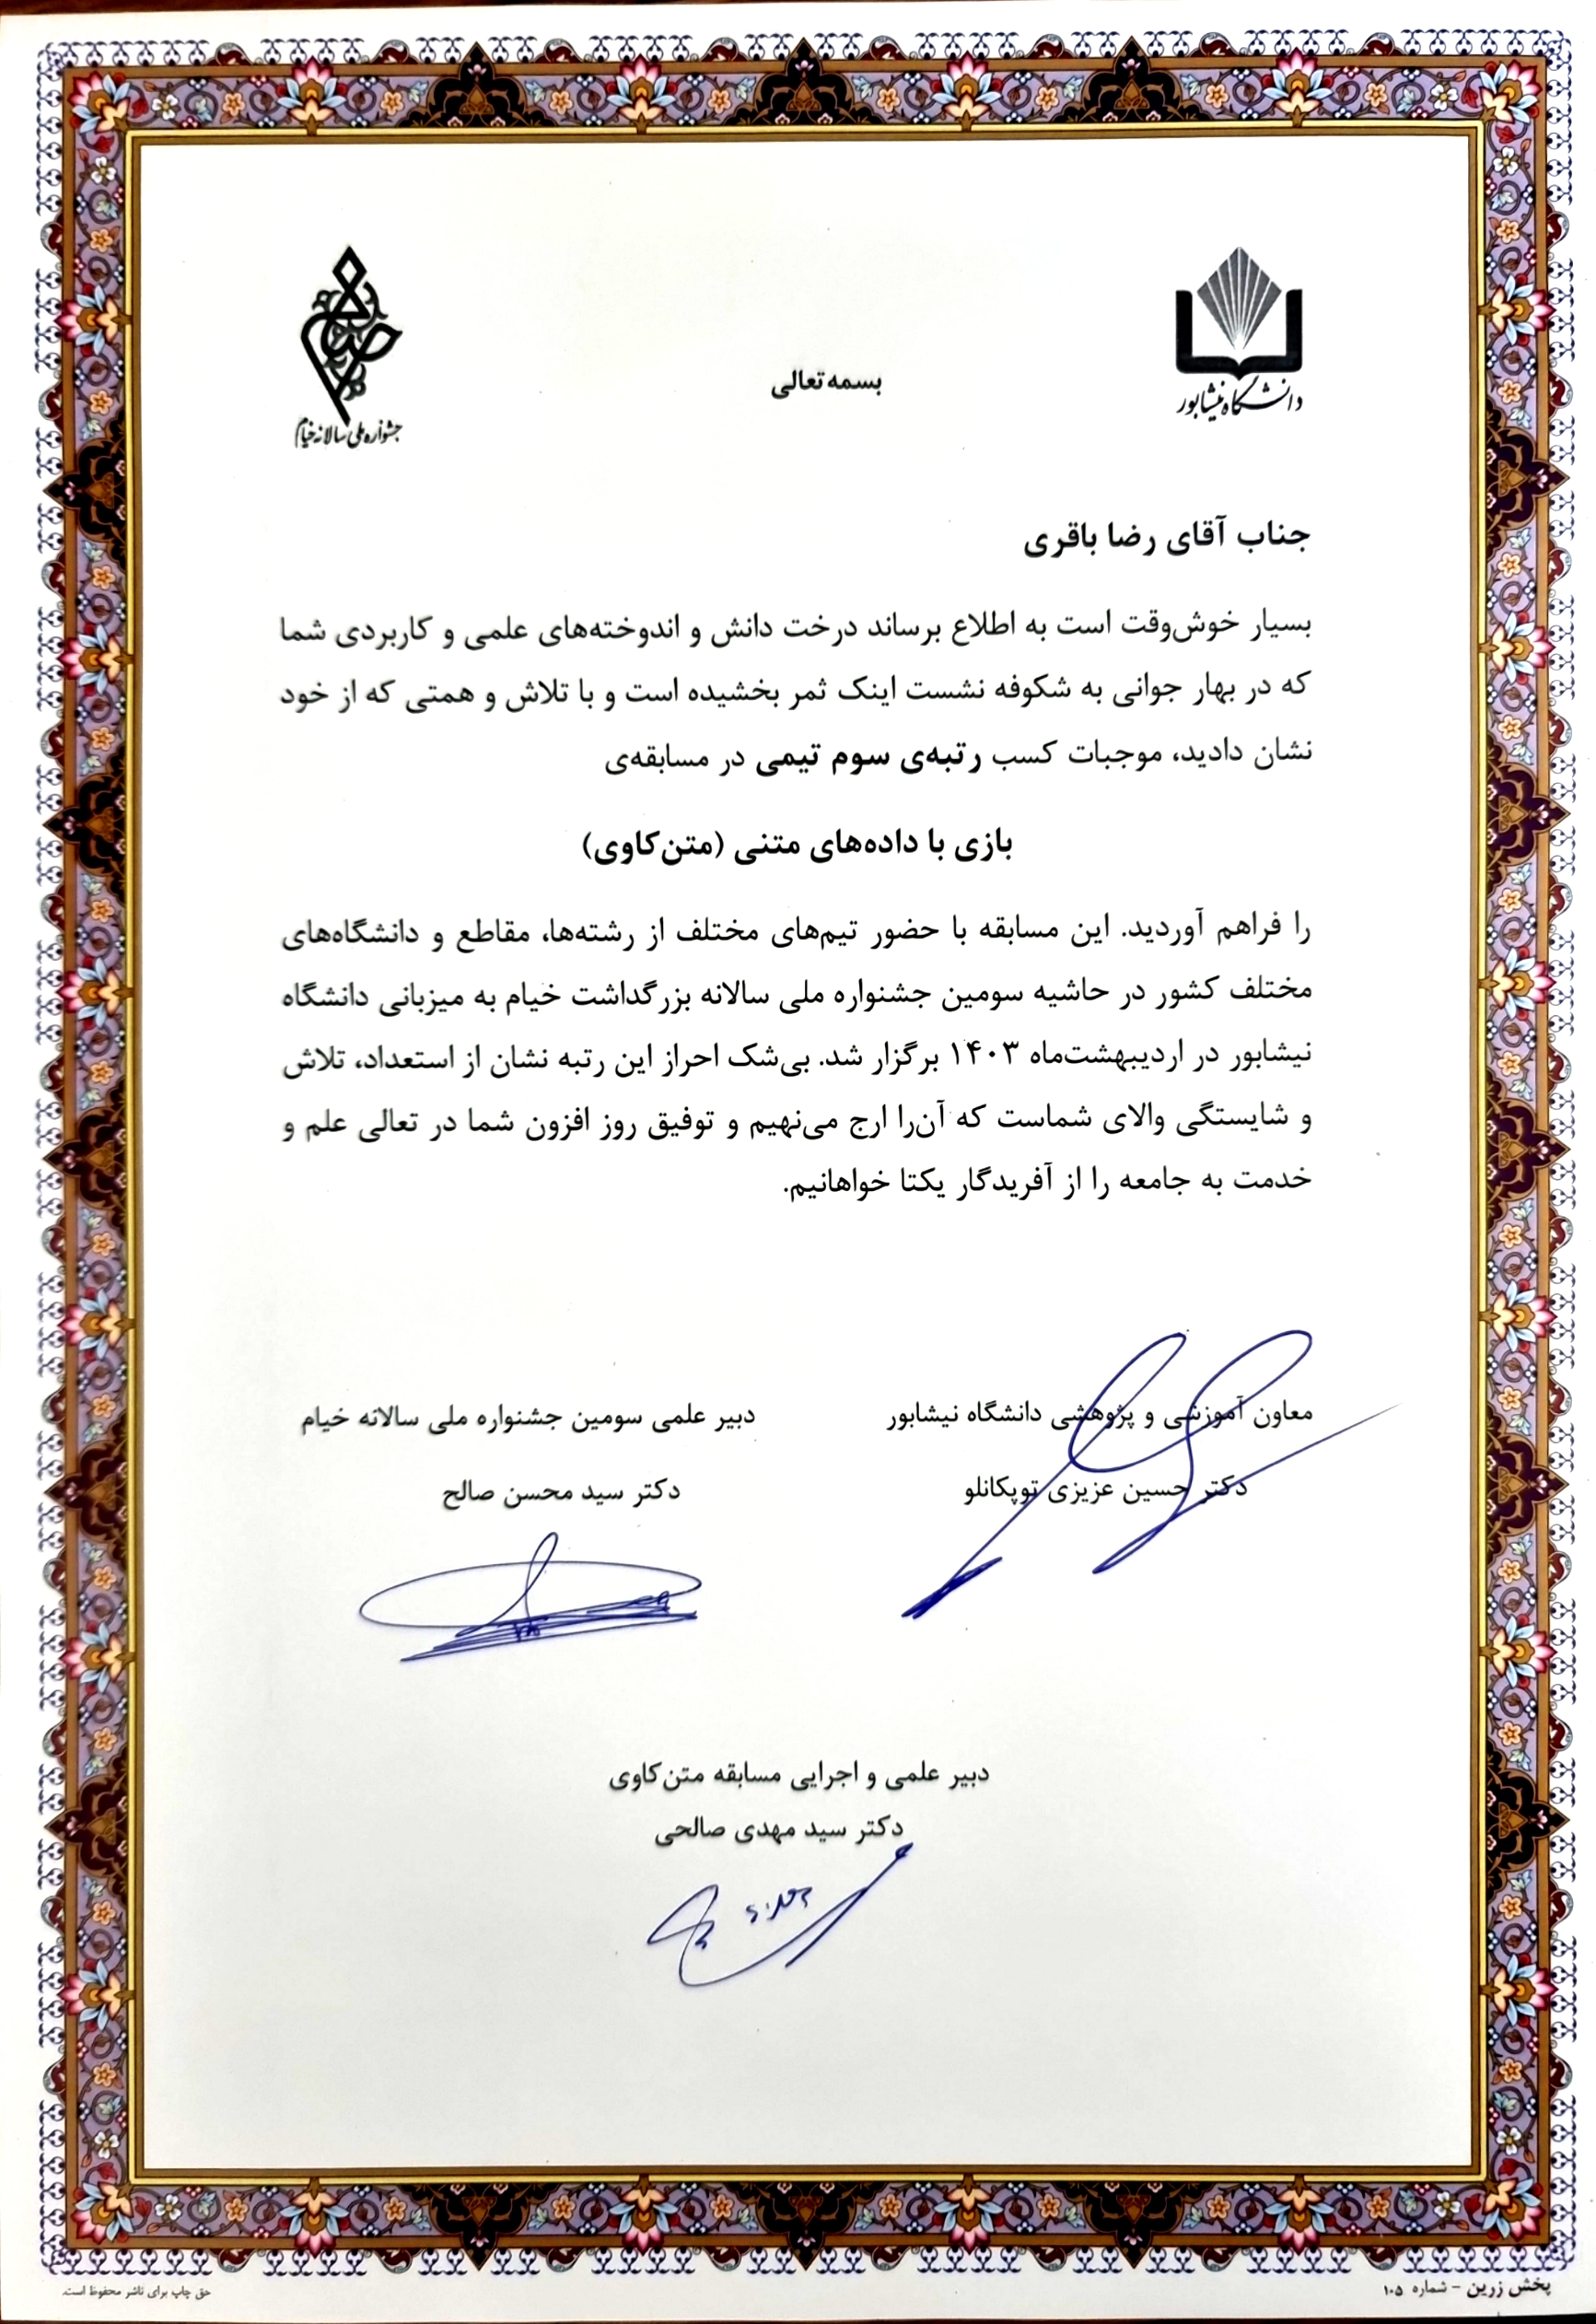 دانشگاه نیشابور
جشنواره ملی سالانه خیام
بسمه تعالی
جناب آقای رضا باقری
بسیار خوش‌وقت است به اطلاع برساند درخت دانش و اندوخته‌های علمی و کاربردی شما
که در بهار جوانی به شکوفه نشست اینک ثمر بخشیده است و با تلاش و همتی که از خود
نشان دادید، موجبات کسب رتبه‌ی سوم تیمی در مسابقه‌ی
بازی با داده‌های متنی (متن‌کاوی)
را فراهم آوردید. این مسابقه با حضور تیم‌های مختلف از رشته‌ها، مقاطع و دانشگاه‌های
مختلف کشور در حاشیه سومین جشنواره ملی سالانه بزرگداشت خیام به میزبانی دانشگاه
نیشابور در اردیبهشت‌ماه ۱۴۰۳ برگزار شد. بی‌شک احراز این رتبه نشان از استعداد، تلاش
و شایستگی والای شماست که آن‌را ارج می‌نهیم و توفیق روز افزون شما در تعالی علم و
خدمت به جامعه را از آفریدگار یکتا خواهانیم.
معاون آموزشی و پژوهشی دانشگاه نیشابور
دکتر حسین عزیزی توپکانلو
دبیر علمی سومین جشنواره ملی سالانه خیام
دکتر سید محسن صالح
دبیر علمی و اجرایی مسابقه متن‌کاوی
دکتر سید مهدی صالحی
پخش زرین - شماره ۱۰۵
حق چاپ برای ناشر محفوظ است.